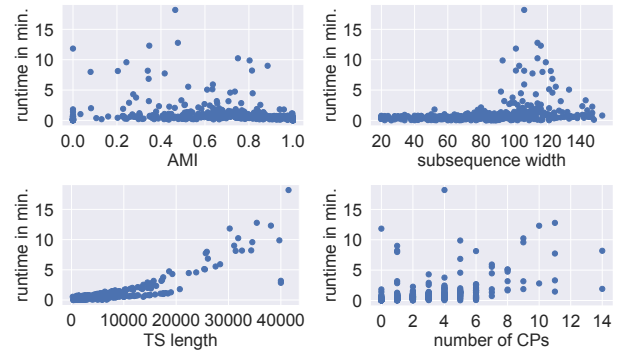 runtime in min.
15
10
5
0
0.0 0.2 0.4 0.6 0.8 1.0
AMI
runtime in min.
15
10
5
0
20 40 60 80 100 120 140
subsequence width
runtime in min.
15
10
5
0
0 10000 20000 30000 40000
TS length
runtime in min.
15
10
5
0
0 2 4 6 8 10 12 14
number of CPs